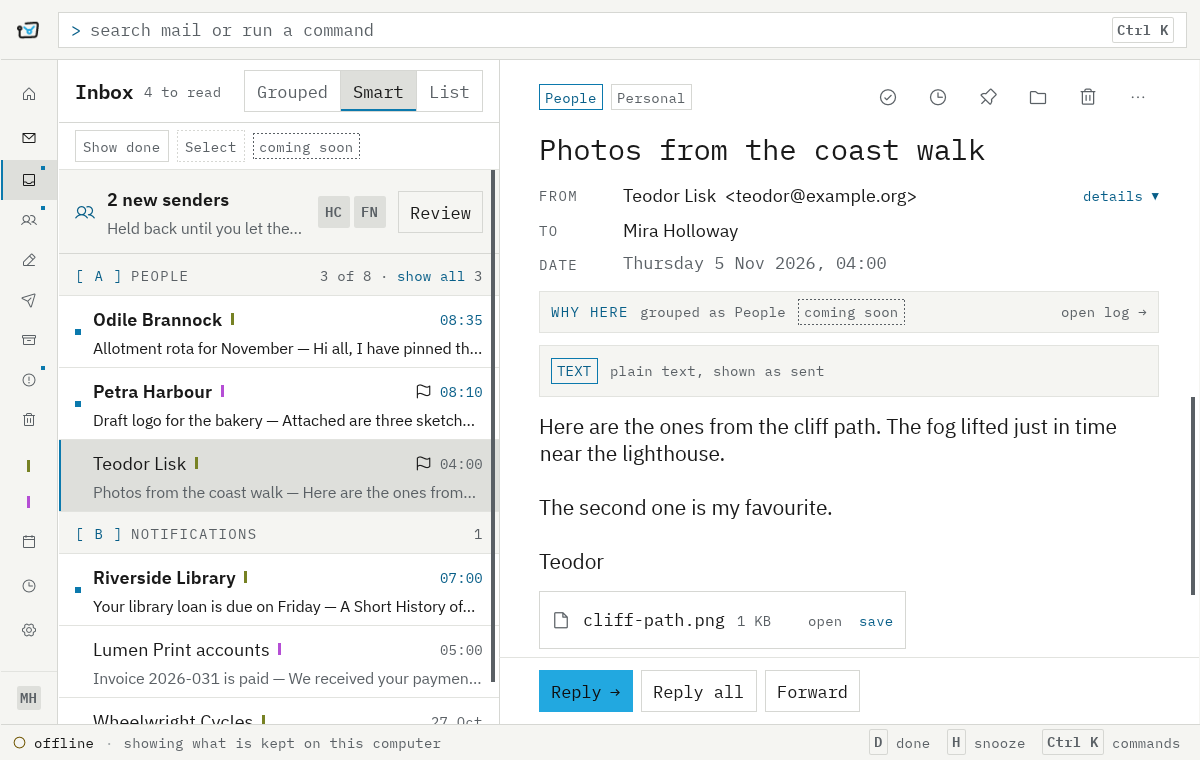 > search mail or run a command Ctrl K
Inbox 4 to read Grouped Smart List
Show done Select coming soon
2 new senders
Held back until you let the...
HC FN Review
[ A ] PEOPLE 3 of 8 · show all 3
Odile Brannock 08:35
Allotment rota for November — Hi all, I have pinned th...
Petra Harbour 08:10
Draft logo for the bakery — Attached are three sketch...
Teodor Lisk 04:00
Photos from the coast walk — Here are the ones from...
[ B ] NOTIFICATIONS 1
Riverside Library 07:00
Your library loan is due on Friday — A Short History of...
Lumen Print accounts 05:00
Invoice 2026-031 is paid — We received your paymen...
Wheelwright Cycles 27 Oct
MH
People Personal
Photos from the coast walk
FROM Teodor Lisk <teodor@example.org> details ▼
TO Mira Holloway
DATE Thursday 5 Nov 2026, 04:00
WHY HERE grouped as People coming soon open log →
TEXT plain text, shown as sent
Here are the ones from the cliff path. The fog lifted just in time
near the lighthouse.
The second one is my favourite.
Teodor
cliff-path.png 1 KB open save
Reply → Reply all Forward
offline · showing what is kept on this computer D done H snooze Ctrl K commands